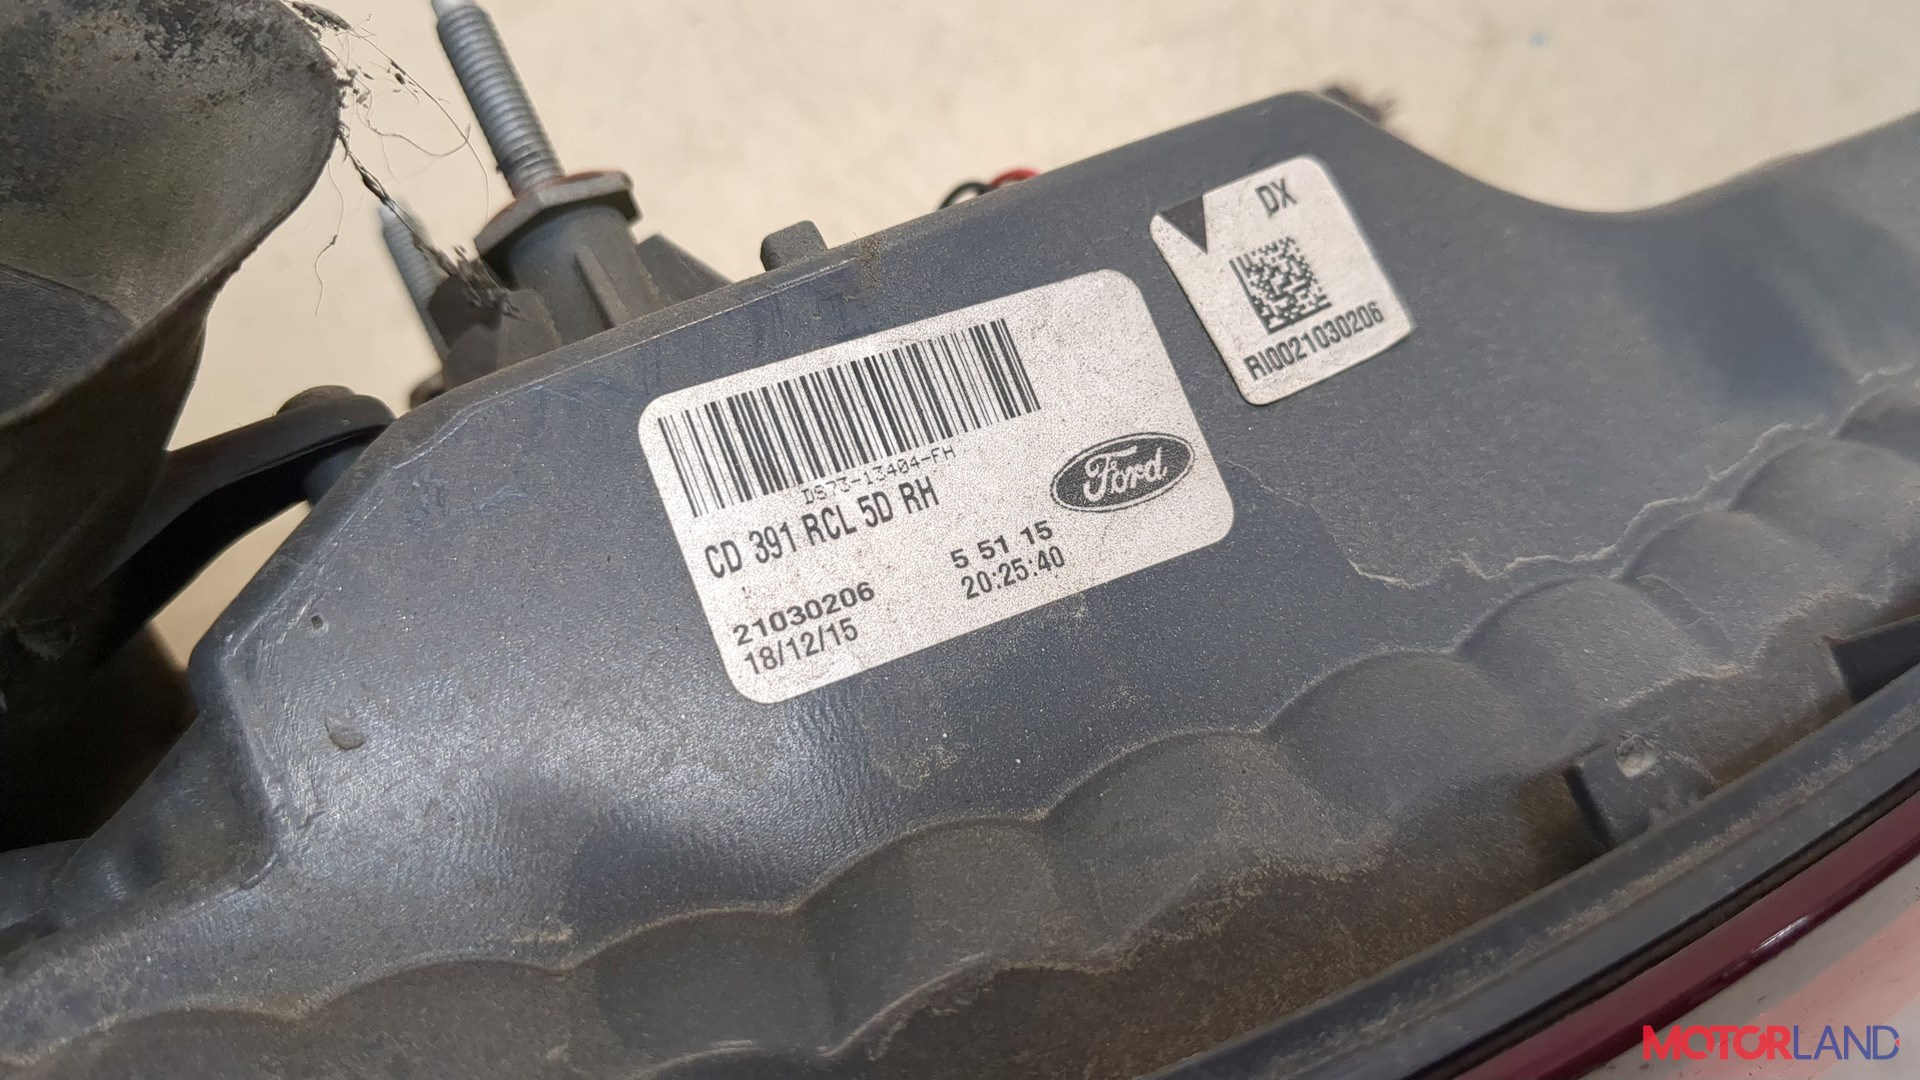 DX
RI0021030206
DS73-13404-FH
CD 391 RCL 5D RH
Ford
21030206
5 51 15
18/12/15
20:25:40
MOTORLAND